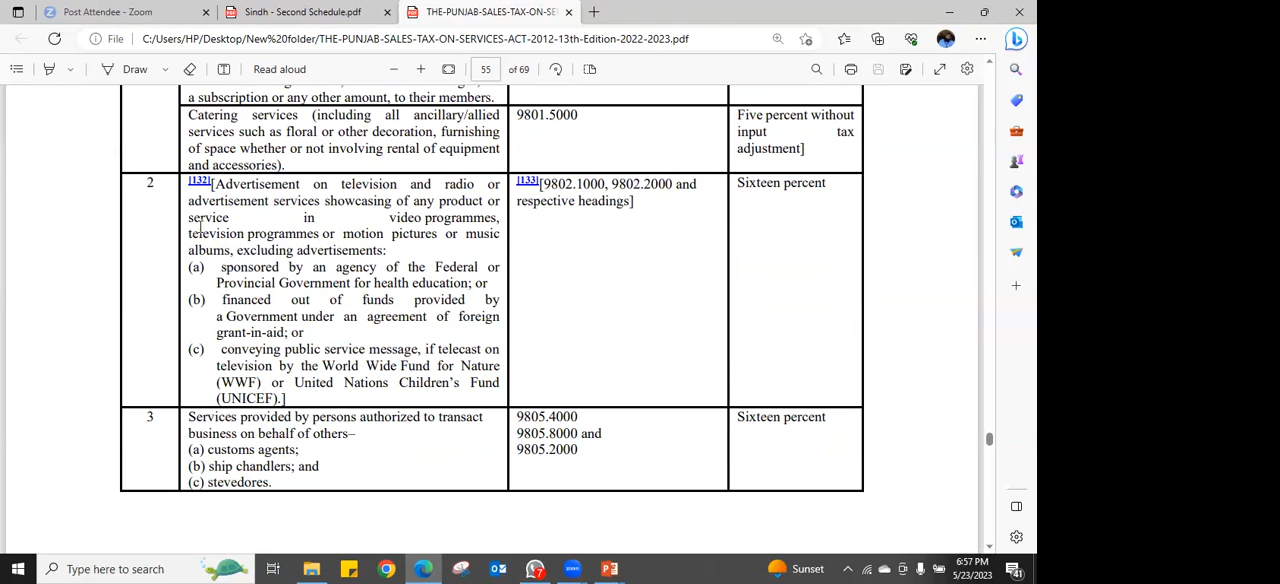 Post Attendee - Zoom
Sindh - Second Schedule.pdf
THE-PUNJAB-SALES-TAX-ON-SE
File
C:/Users/HP/Desktop/New%20folder/THE-PUNJAB-SALES-TAX-ON-SERVICES-ACT-2012-13th-Edition-2022-2023.pdf
Draw
Read aloud
55 of 69
a subscription or any other amount, to their members.
Catering services (including all ancillary/allied
services such as floral or other decoration, furnishing
of space whether or not involving rental of equipment
and accessories).
9801.5000
Five percent without
input tax
adjustment]
2
[132][Advertisement on television and radio or
advertisement services showcasing of any product or
service in video programmes,
television programmes or motion pictures or music
albums, excluding advertisements:
(a) sponsored by an agency of the Federal or
Provincial Government for health education; or
(b) financed out of funds provided by
a Government under an agreement of foreign
grant-in-aid; or
(c) conveying public service message, if telecast on
television by the World Wide Fund for Nature
(WWF) or United Nations Children's Fund
(UNICEF).]
[133][9802.1000, 9802.2000 and
respective headings]
Sixteen percent
3
Services provided by persons authorized to transact
business on behalf of others–
(a) customs agents;
(b) ship chandlers; and
(c) stevedores.
9805.4000
9805.8000 and
9805.2000
Sixteen percent
Type here to search
Sunset
6:57 PM
5/23/2023
41